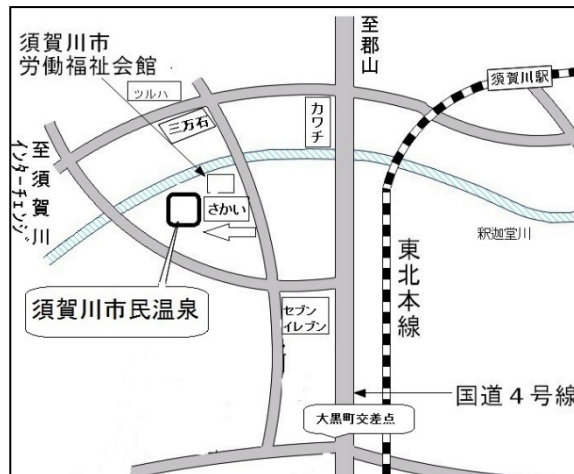 至郡山
須賀川市
労働福祉会館
ツルハ
三万石
カワチ
須賀川駅
至須賀川
インターチェンジ
さかい
釈迦堂川
須賀川市民温泉
東北本線
セブン
イレブン
国道4号線
大黒町交差点